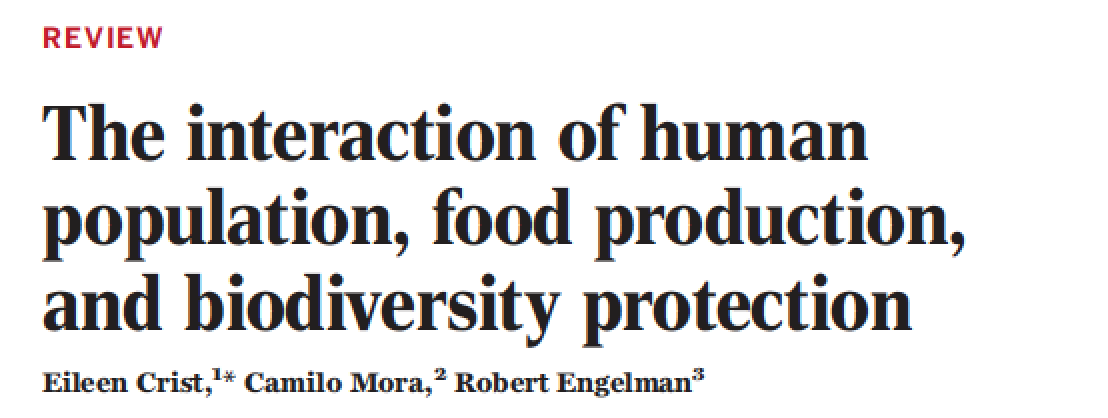 REVIEW
The interaction of human
population, food production,
and biodiversity protection
Eileen Crist,¹* Camilo Mora,² Robert Engelman³